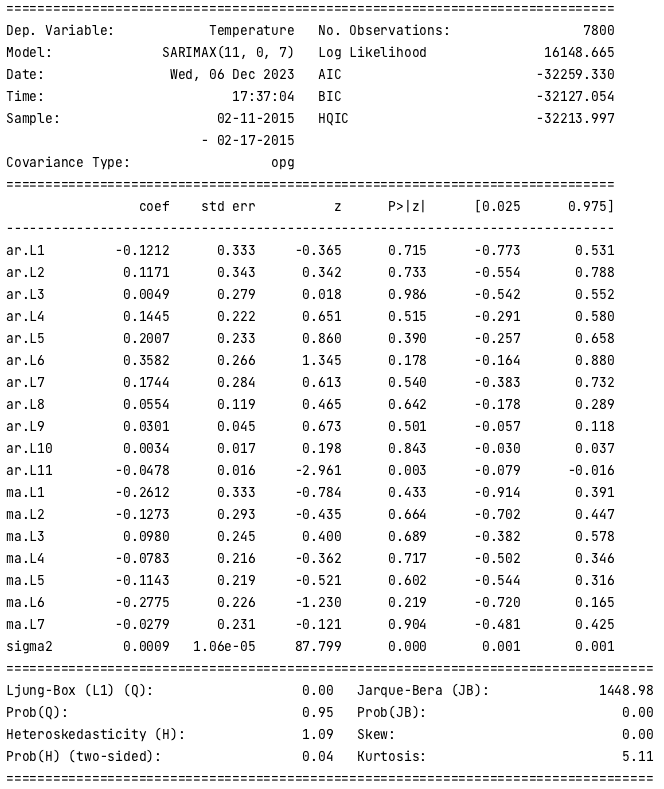 ==============================================================================
Dep. Variable:            Temperature   No. Observations:                 7800
Model:               SARIMAX(11, 0, 7)   Log Likelihood               16148.665
Date:                Wed, 06 Dec 2023   AIC                         -32259.330
Time:                        17:37:04   BIC                         -32127.054
Sample:                    02-11-2015   HQIC                        -32213.997
                         - 02-17-2015
Covariance Type:                  opg
==============================================================================
                 coef    std err          z      P>|z|      [0.025      0.975]
------------------------------------------------------------------------------
ar.L1         -0.1212      0.333     -0.365      0.715      -0.773       0.531
ar.L2          0.1171      0.343      0.342      0.733      -0.554       0.788
ar.L3          0.0049      0.279      0.018      0.986      -0.542       0.552
ar.L4          0.1445      0.222      0.651      0.515      -0.291       0.580
ar.L5          0.2007      0.233      0.860      0.390      -0.257       0.658
ar.L6          0.3582      0.266      1.345      0.178      -0.164       0.880
ar.L7          0.1744      0.284      0.613      0.540      -0.383       0.732
ar.L8          0.0554      0.119      0.465      0.642      -0.178       0.289
ar.L9          0.0301      0.045      0.673      0.501      -0.057       0.118
ar.L10         0.0034      0.017      0.198      0.843      -0.030       0.037
ar.L11        -0.0478      0.016     -2.961      0.003      -0.079      -0.016
ma.L1         -0.2612      0.333     -0.784      0.433      -0.914       0.391
ma.L2         -0.1273      0.293     -0.435      0.664      -0.702       0.447
ma.L3          0.0980      0.245      0.400      0.689      -0.382       0.578
ma.L4         -0.0783      0.216     -0.362      0.717      -0.502       0.346
ma.L5         -0.1143      0.219     -0.521      0.602      -0.544       0.316
ma.L6         -0.2775      0.226     -1.230      0.219      -0.720       0.165
ma.L7         -0.0279      0.231     -0.121      0.904      -0.481       0.425
sigma2         0.0009   1.06e-05     87.799      0.000       0.001       0.001
===================================================================================
Ljung-Box (L1) (Q):                   0.00   Jarque-Bera (JB):              1448.98
Prob(Q):                              0.95   Prob(JB):                         0.00
Heteroskedasticity (H):               1.09   Skew:                             0.00
Prob(H) (two-sided):                  0.04   Kurtosis:                         5.11
===================================================================================